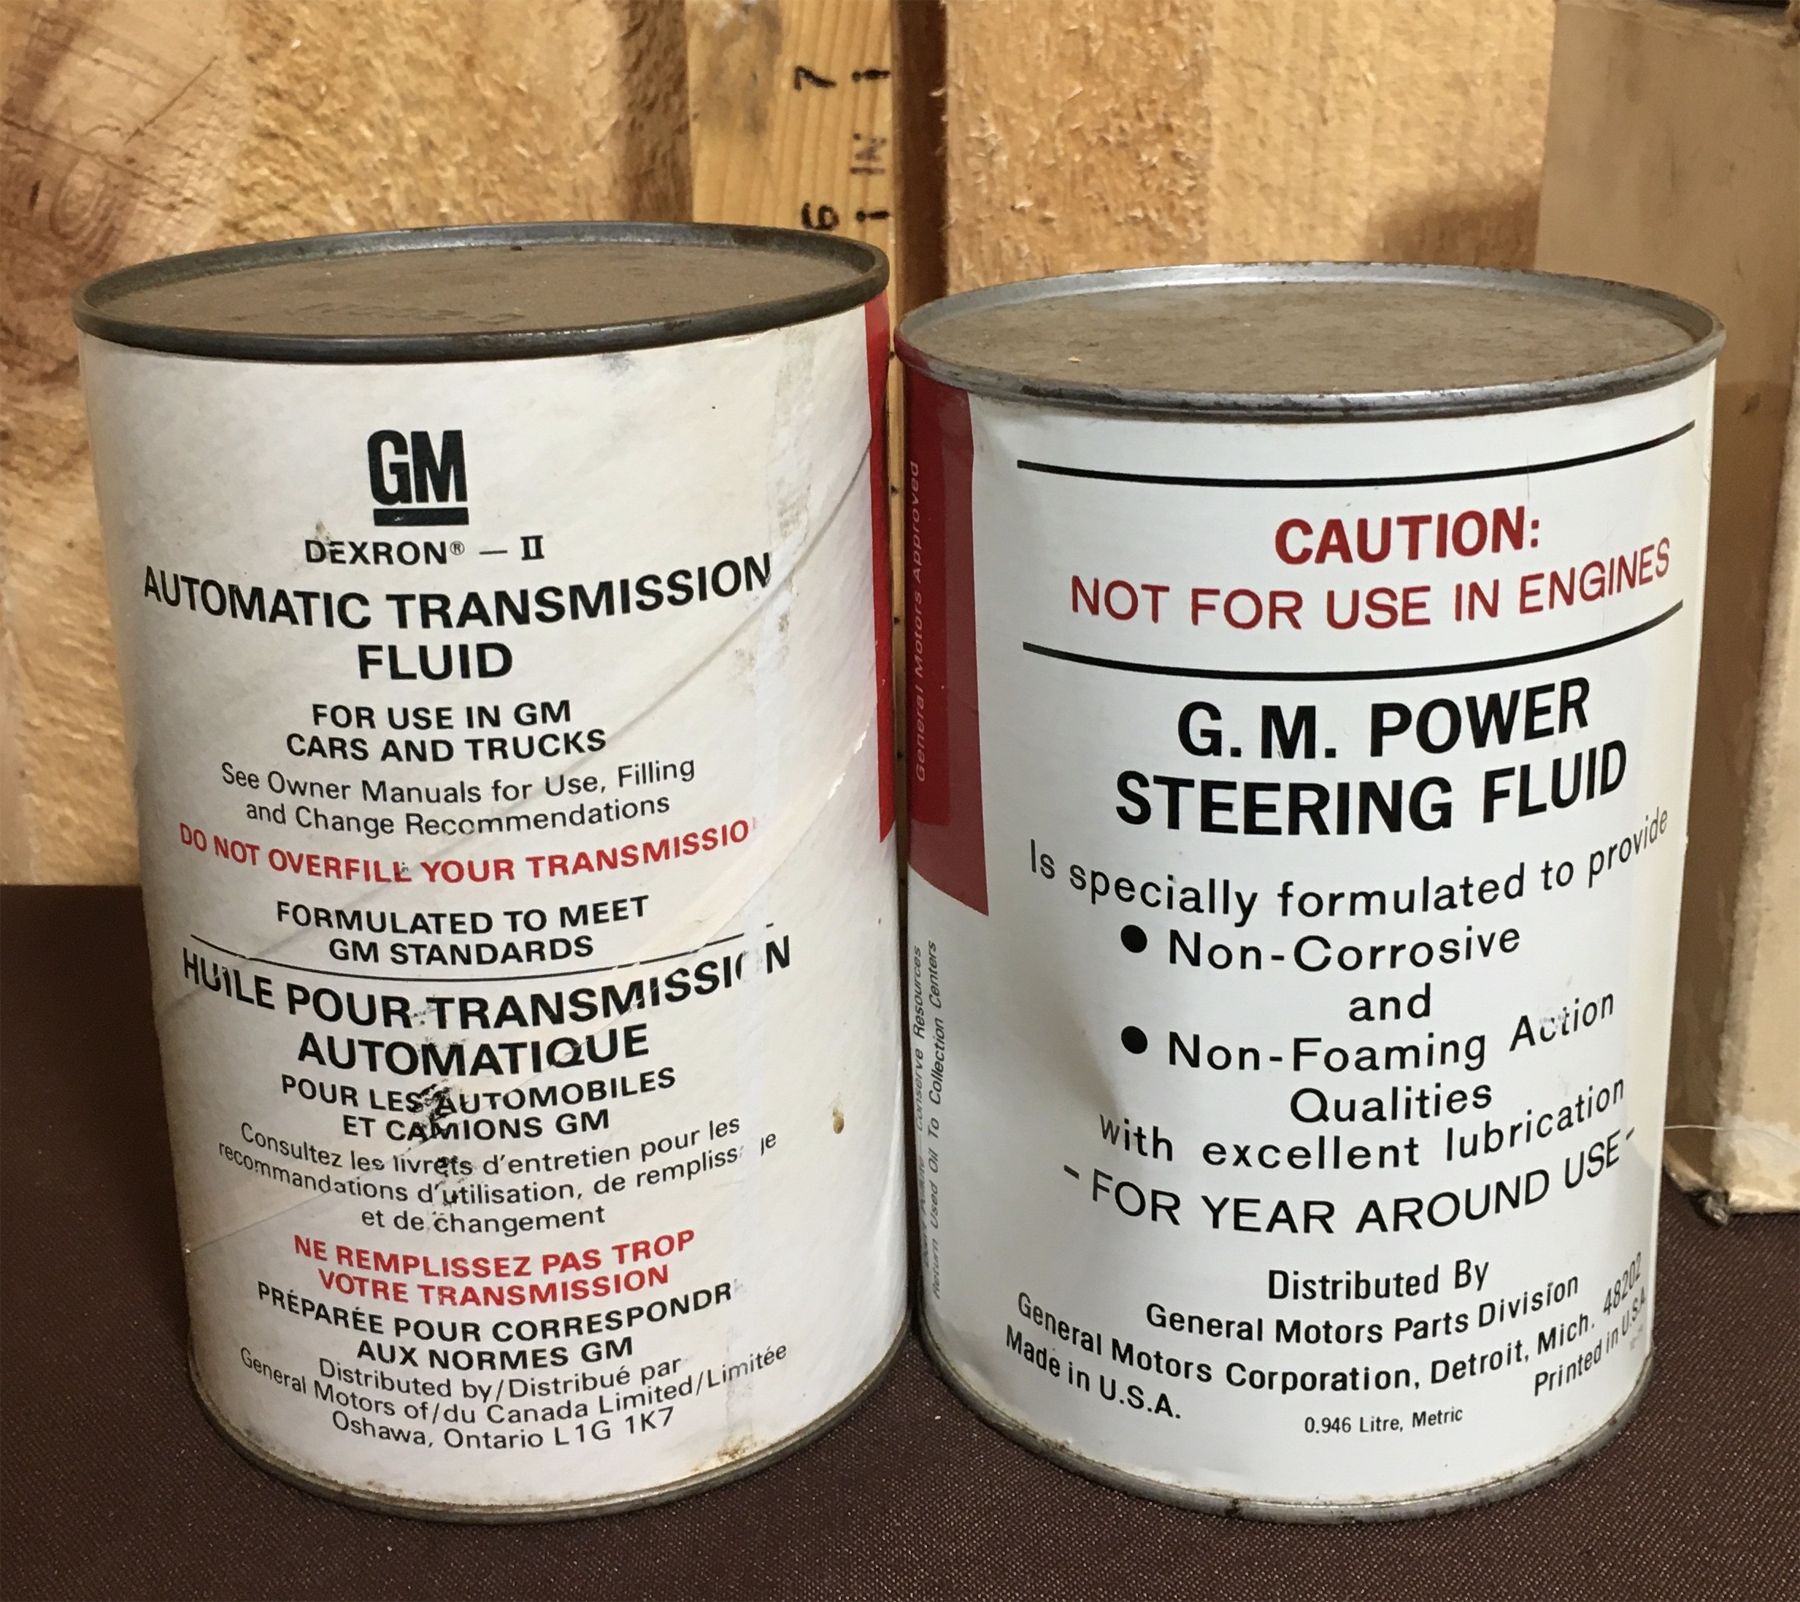 7
IN
6
GM
DEXRON® — II
AUTOMATIC TRANSMISSION
FLUID
FOR USE IN GM
CARS AND TRUCKS
See Owner Manuals for Use, Filling
and Change Recommendations
DO NOT OVERFILL YOUR TRANSMISSIO
FORMULATED TO MEET
GM STANDARDS
HUILE POUR TRANSMISSION
AUTOMATIQUE
POUR LES AUTOMOBILES
ET CAMIONS GM
Consultez les livrets d'entretien pour les
recommandations d'utilisation, de remplissage
et de changement
NE REMPLISSEZ PAS TROP
VOTRE TRANSMISSION
PRÉPARÉE POUR CORRESPONDR
AUX NORMES GM
Distributed by/Distribué par
General Motors of/du Canada Limited/Limitée
Oshawa, Ontario L1G 1K7
General Motors Approved
Conserve Resources
Return Used Oil To Collection Centers
CAUTION:
NOT FOR USE IN ENGINES
G. M. POWER
STEERING FLUID
Is specially formulated to provide
● Non-Corrosive
and
● Non-Foaming Action
Qualities
with excellent lubrication
- FOR YEAR AROUND USE -
Distributed By
General Motors Parts Division
General Motors Corporation, Detroit, Mich. 48202
Made in U.S.A.
Printed in U.S.A.
0.946 Litre, Metric